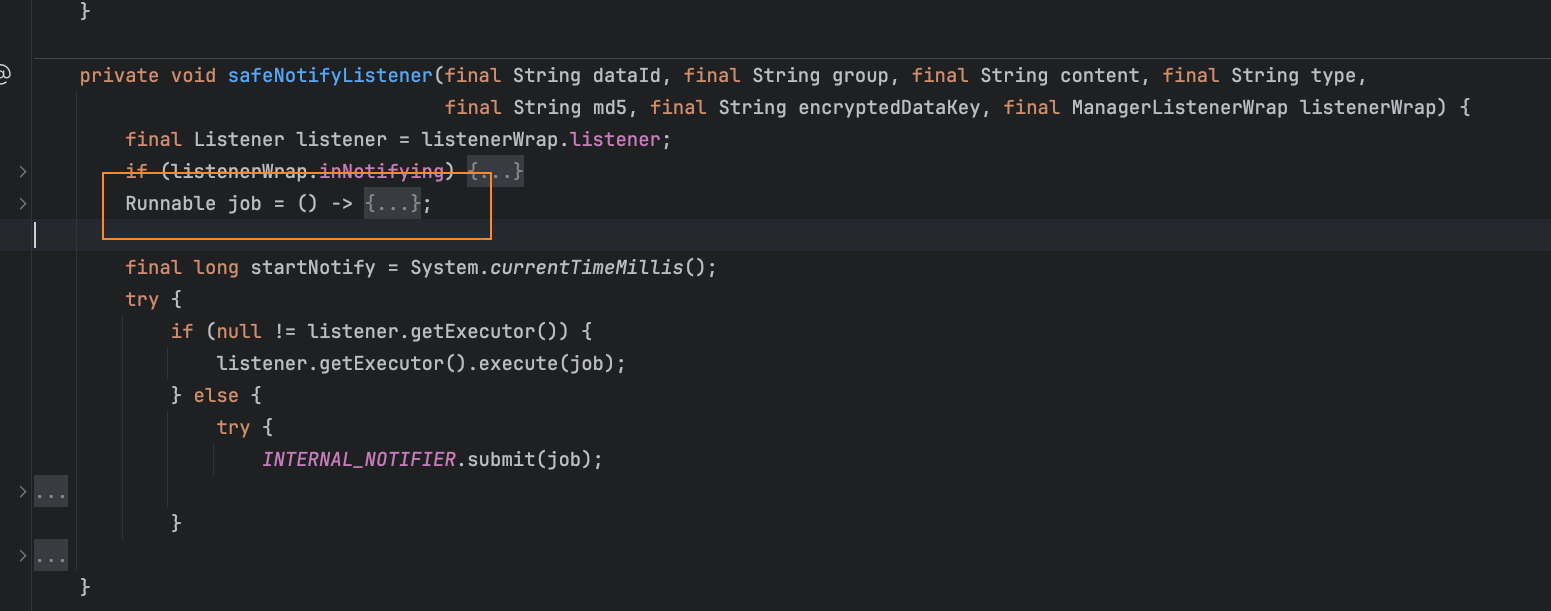 }
private void safeNotifyListener(final String dataId, final String group, final String content, final String type,
final String md5, final String encryptedDataKey, final ManagerListenerWrap listenerWrap) {
final Listener listener = listenerWrap.listener;
if (listenerWrap.inNotifying) {...}
Runnable job = () -> {...};
final long startNotify = System.currentTimeMillis();
try {
if (null != listener.getExecutor()) {
listener.getExecutor().execute(job);
} else {
try {
INTERNAL_NOTIFIER.submit(job);
...
}
...
}